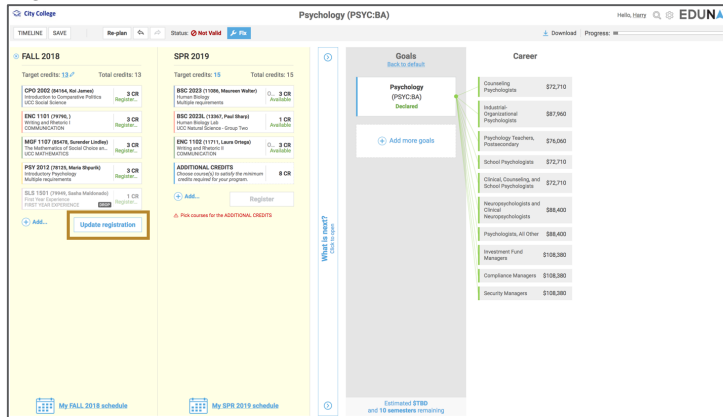 City College
Psychology (PSYC:BA)
Hello, Harry
EDUNA
TIMELINE SAVE Re-plan Status: Not Valid Fix
Download Progress:
FALL 2018
Target credits: 13 Total credits: 13
CPO 2002 (84164, Koi James)
Introduction to Comparative Politics
UCC Social Science
3 CR
Register...
ENC 1101 (79790, )
Writing and Rhetoric I
COMMUNICATION
3 CR
Register...
MGF 1107 (85478, Surender Lindley)
The Mathematics of Social Choice an...
UCC MATHEMATICS
3 CR
Register...
PSY 2012 (78125, Maria Shpurik)
Introductory Psychology
Multiple requirements
3 CR
Register...
SLS 1501 (79949, Sasha Maldonado)
First Year Experience
FIRST YEAR EXPERIENCE
DROP
1 CR
Register...
Add...
Update registration
My FALL 2018 schedule
SPR 2019
Target credits: 15 Total credits: 15
BSC 2023 (11086, Maureen Walter)
Human Biology
Multiple requirements
0... 3 CR
Available
BSC 2023L (13367, Paul Sharp)
Human Biology Lab
UCC Natural Science - Group Two
1 CR
Available
ENC 1102 (11711, Laura Ortega)
Writing and Rhetoric II
COMMUNICATION
0... 3 CR
Available
ADDITIONAL CREDITS
Choose course(s) to satisfy the minimum
credits required for your program.
8 CR
Add...
Register
Pick courses for the ADDITIONAL CREDITS
My SPR 2019 schedule
What is next?
Click to open
Goals
Back to default
Psychology
(PSYC:BA)
Declared
Add more goals
Estimated $TBD
and 10 semesters remaining
Career
Counseling
Psychologists
$72,710
Industrial-
Organizational
Psychologists
$87,960
Psychology Teachers,
Postsecondary
$76,060
School Psychologists $72,710
Clinical, Counseling, and
School Psychologists
$72,710
Neuropsychologists and
Clinical
Neuropsychologists
$88,400
Psychologists, All Other $88,400
Investment Fund
Managers
$108,380
Compliance Managers $108,380
Security Managers $108,380